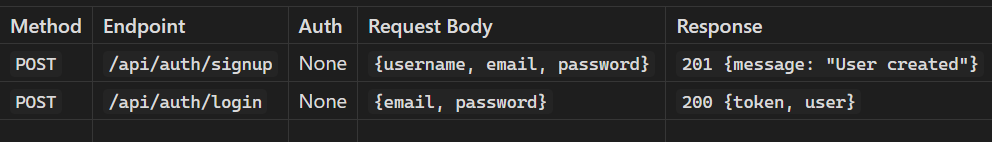 Method Endpoint Auth Request Body Response
POST /api/auth/signup None {username, email, password} 201 {message: "User created"}
POST /api/auth/login None {email, password} 200 {token, user}